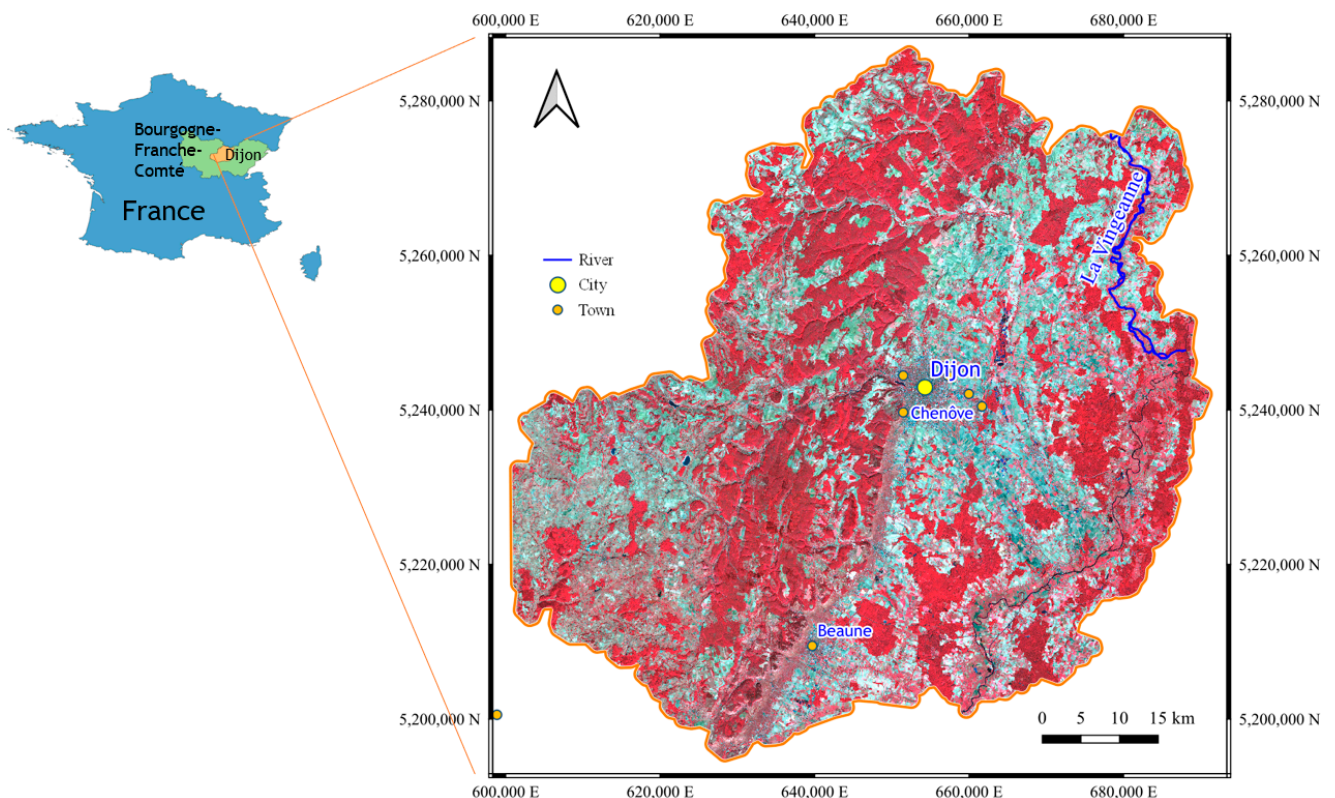 600,000 E
620,000 E
640,000 E
660,000 E
680,000 E
5,280,000 N
5,280,000 N
Bourgogne-
Franche-
Comté
Dijon
France
La Vingeanne
5,260,000 N
5,260,000 N
River
City
Town
Dijon
Chenôve
5,240,000 N
5,240,000 N
5,220,000 N
5,220,000 N
Beaune
5,200,000 N
5,200,000 N
0 5 10 15 km
600,000 E
620,000 E
640,000 E
660,000 E
680,000 E